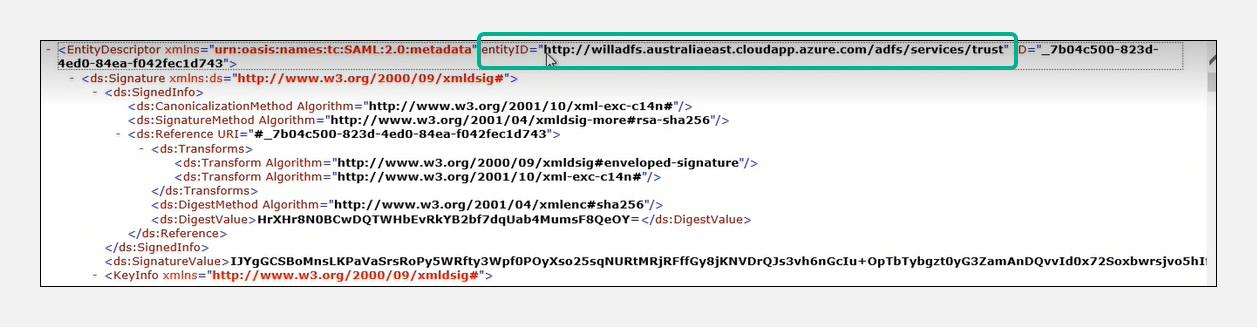 - <EntityDescriptor xmlns="urn:oasis:names:tc:SAML:2.0:metadata" entityID="http://willadfs.australiaeast.cloudapp.azure.com/adfs/services/trust" ID="_7b04c500-823d-
4ed0-84ea-f042fec1d743">
- <ds:Signature xmlns:ds="http://www.w3.org/2000/09/xmldsig#">
- <ds:SignedInfo>
<ds:CanonicalizationMethod Algorithm="http://www.w3.org/2001/10/xml-exc-c14n#"/>
<ds:SignatureMethod Algorithm="http://www.w3.org/2001/04/xmldsig-more#rsa-sha256"/>
- <ds:Reference URI="#_7b04c500-823d-4ed0-84ea-f042fec1d743">
- <ds:Transforms>
<ds:Transform Algorithm="http://www.w3.org/2000/09/xmldsig#enveloped-signature"/>
<ds:Transform Algorithm="http://www.w3.org/2001/10/xml-exc-c14n#"/>
</ds:Transforms>
<ds:DigestMethod Algorithm="http://www.w3.org/2001/04/xmlenc#sha256"/>
<ds:DigestValue>HrXHr8N0BCwDQTWHbEvRkYB2bf7dqUab4MumsF8QeOY=</ds:DigestValue>
</ds:Reference>
</ds:SignedInfo>
<ds:SignatureValue>IJYgGCSBoMnsLKPaVaSrsRoPy5WRfty3Wpf0POyXso25sqNURtMRjRFffGy8jKNVDrQJs3vh6nGcIu+OpTbTybgzt0yG3ZamAnDQvvId0x72Soxbwrsjvo5hI
- <KeyInfo xmlns="http://www.w3.org/2000/09/xmldsig#">